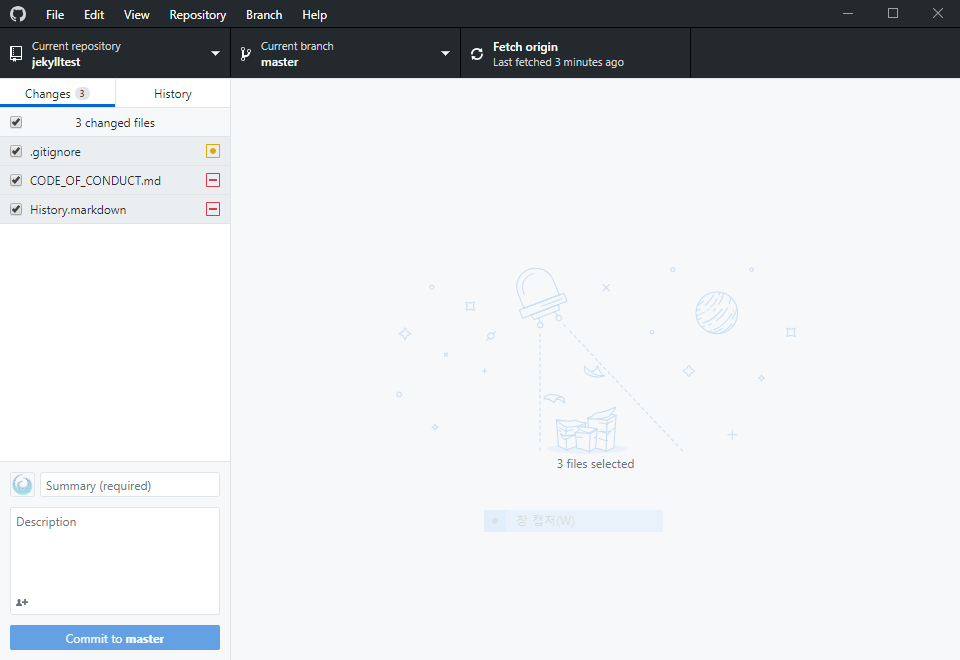 File Edit View Repository Branch Help
Current repository
jekylltest
Current branch
master
Fetch origin
Last fetched 3 minutes ago
Changes 3
History
3 changed files
.gitignore
CODE_OF_CONDUCT.md
History.markdown
3 files selected
창 캡저(W)
Summary (required)
Description
Commit to master